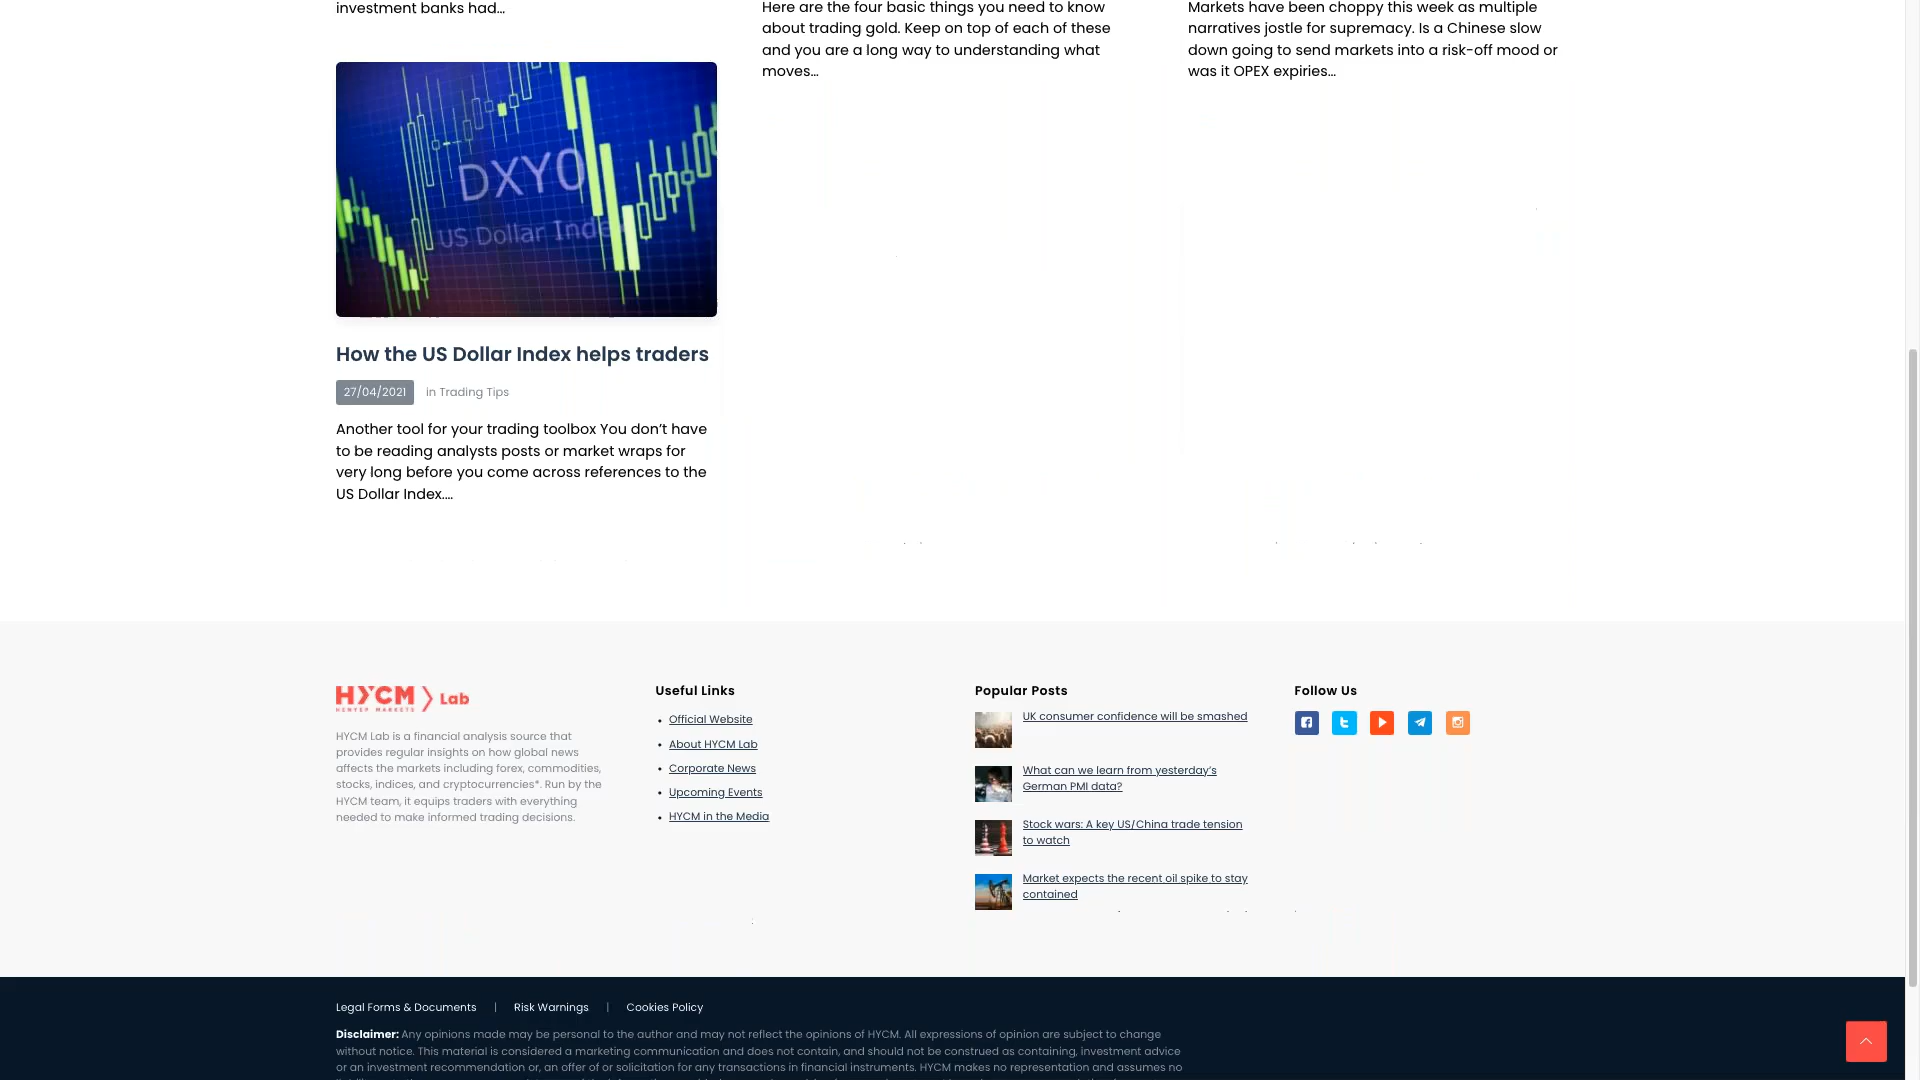 investment banks had...
Here are the four basic things you need to know
about trading gold. Keep on top of each of these
and you are a long way to understanding what
moves...
Markets have been choppy this week as multiple
narratives jostle for supremacy. Is a Chinese slow
down going to send markets into a risk-off mood or
was it OPEX expiries...
DXY0
US Dollar Index
How the US Dollar Index helps traders
27/04/2021 in Trading Tips
Another tool for your trading toolbox You don’t have
to be reading analysts posts or market wraps for
very long before you come across references to the
US Dollar Index....
HYCM Lab
HENYEP MARKETS
HYCM Lab is a financial analysis source that
provides regular insights on how global news
affects the markets including forex, commodities,
stocks, indices, and cryptocurrencies*. Run by the
HYCM team, it equips traders with everything
needed to make informed trading decisions.
Useful Links
• Official Website
• About HYCM Lab
• Corporate News
• Upcoming Events
• HYCM in the Media
Popular Posts
UK consumer confidence will be smashed
What can we learn from yesterday’s
German PMI data?
Stock wars: A key US/China trade tension
to watch
Market expects the recent oil spike to stay
contained
Follow Us
Legal Forms & Documents | Risk Warnings | Cookies Policy
Disclaimer: Any opinions made may be personal to the author and may not reflect the opinions of HYCM. All expressions of opinion are subject to change
without notice. This material is considered a marketing communication and does not contain, and should not be construed as containing, investment advice
or an investment recommendation or, an offer of or solicitation for any transactions in financial instruments. HYCM makes no representation and assumes no